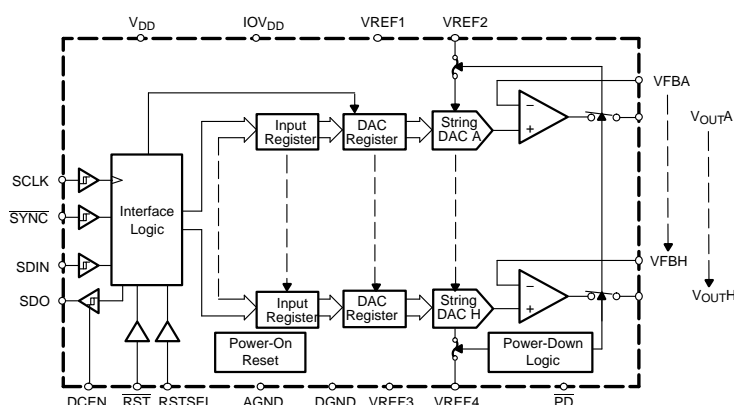 VDD IOVDD VREF1 VREF2
VFBA
Input Register
DAC Register
String DAC A
−
+
VOUTA
SCLK
SYNC
Interface Logic
SDIN
SDO
VFBH
Input Register
DAC Register
String DAC H
−
+
VOUTH
Power-On Reset
Power-Down Logic
DCEN RST RSTSEL AGND DGND VREF3 VREF4 PD